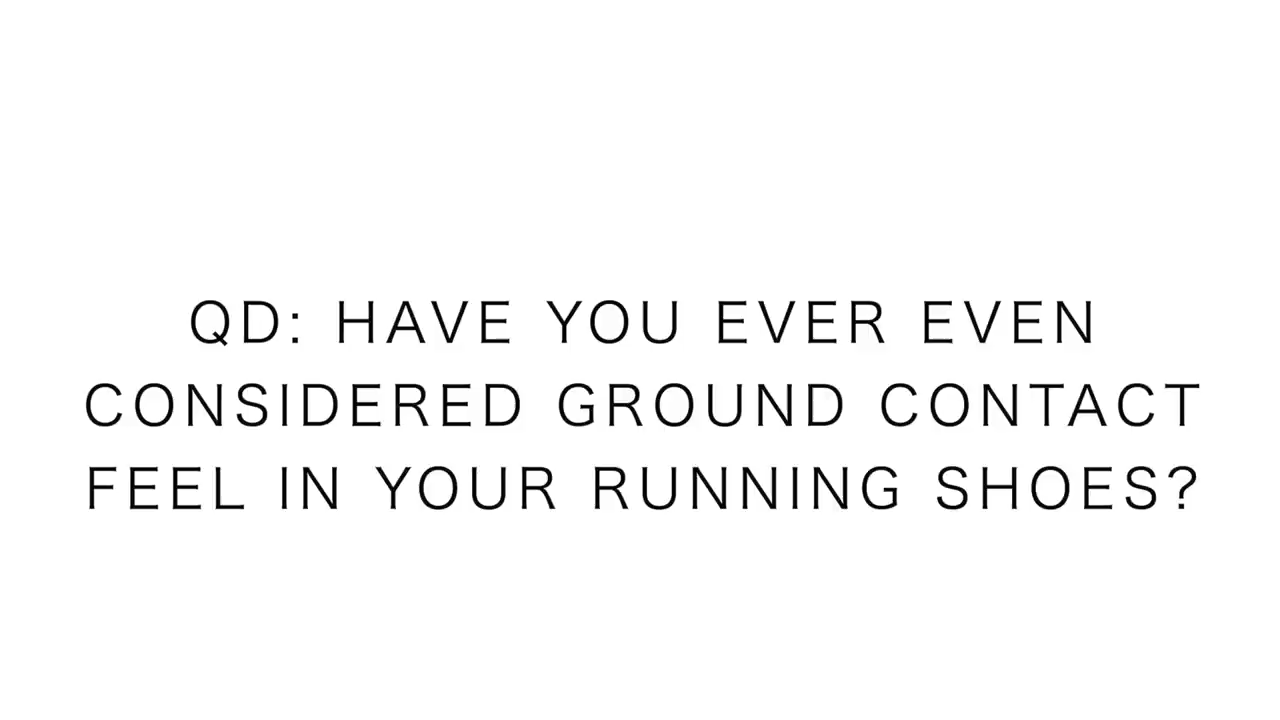 QD: HAVE YOU EVER EVEN
CONSIDERED GROUND CONTACT
FEEL IN YOUR RUNNING SHOES?